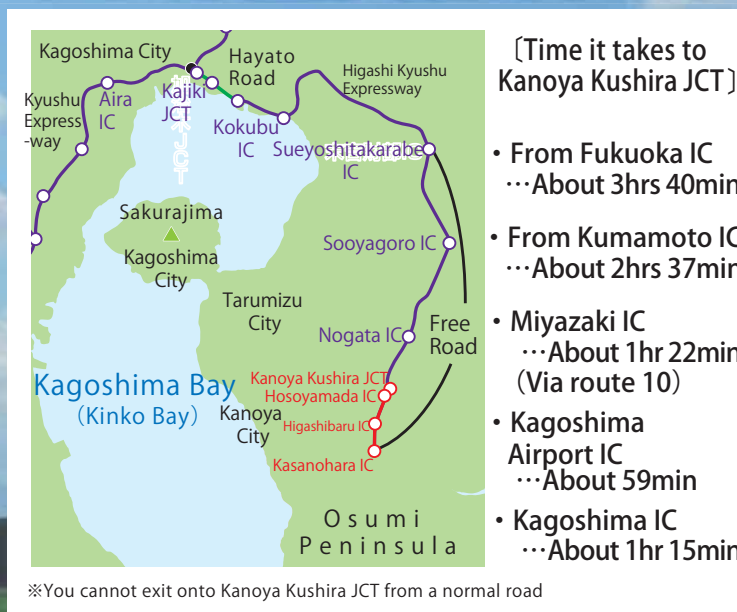 Kagoshima City
Hayato
Road
Higashi Kyushu
Expressway
Kyushu
Express
-way
Aira
IC
Kajiki
JCT
Kokubu
IC
Sueyoshitakarabe
IC
Sakurajima
Kagoshima
City
Sooyagoro IC
Tarumizu
City
Nogata IC
Free
Road
Kagoshima Bay
（Kinko Bay）
Kanoya Kushira JCT
Hosoyamada IC
Kanoya
City
Higashibaru IC
Kasanohara IC
Osumi
Peninsula
〔Time it takes to
Kanoya Kushira JCT〕
・From Fukuoka IC
…About 3hrs 40min
・From Kumamoto IC
…About 2hrs 37min
・Miyazaki IC
…About 1hr 22min
（Via route 10）
・Kagoshima
Airport IC
…About 59min
・Kagoshima IC
…About 1hr 15min
※You cannot exit onto Kanoya Kushira JCT from a normal road